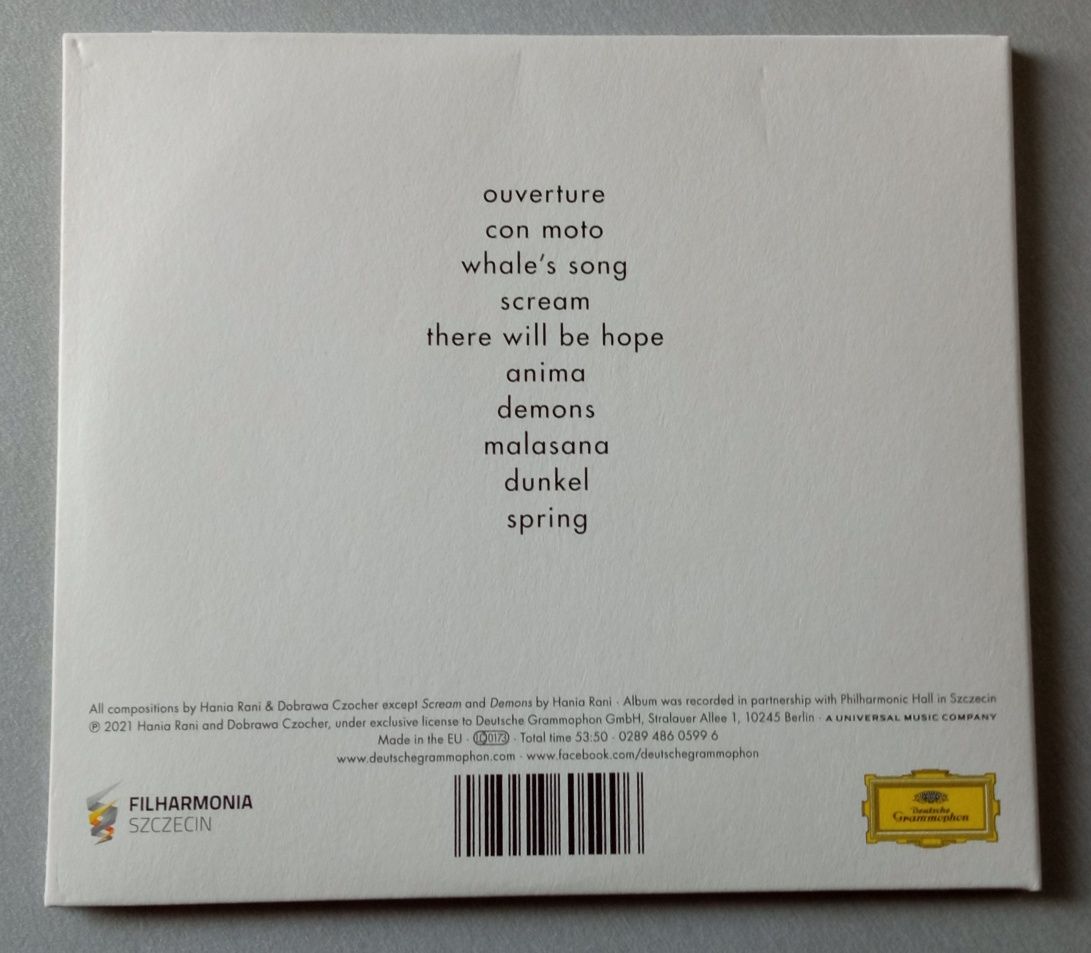 ouverture
con moto
whale's song
scream
there will be hope
anima
demons
malasana
dunkel
spring
All compositions by Hania Rani & Dobrawa Czocher except Scream and Demons by Hania Rani · Album was recorded in partnership with Philharmonic Hall in Szczecin
℗ 2021 Hania Rani and Dobrawa Czocher, under exclusive license to Deutsche Grammophon GmbH, Stralauer Allee 1, 10245 Berlin · A UNIVERSAL MUSIC COMPANY
Made in the EU · LC0173 · Total time 53:50 · 0289 486 0599 6
www.deutschegrammophon.com · www.facebook.com/deutschegrammophon
FILHARMONIA
SZCZECIN
Deutsche
Grammophon